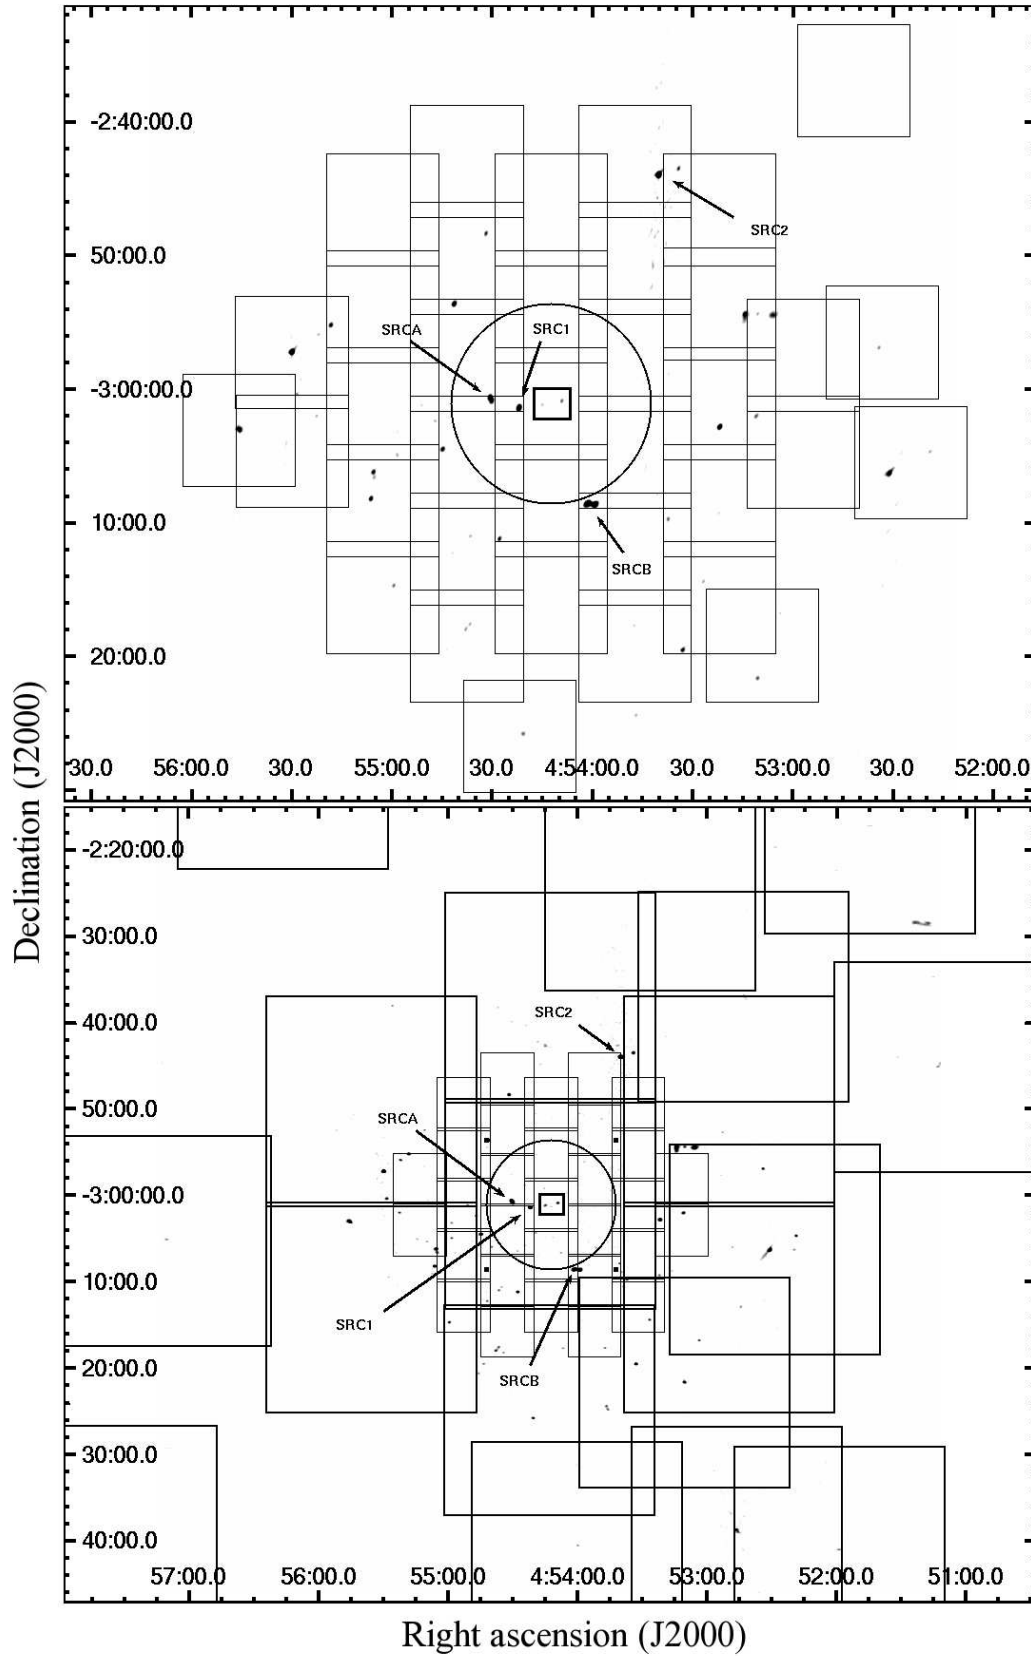 -2:40:00.0
SRC2
50:00.0
SRCA SRC1
-3:00:00.0
10:00.0
SRCB
20:00.0
30.0 56:00.0 30.0 55:00.0 30.0 4:54:00.0 30.0 53:00.0 30.0 52:00.0
Declination (J2000)
-2:20:00.0
30:00.0
SRC2
40:00.0
50:00.0
SRCA
-3:00:00.0
10:00.0
SRC1
20:00.0
SRCB
30:00.0
40:00.0
57:00.0 56:00.0 55:00.0 4:54:00.0 53:00.0 52:00.0 51:00.0
Right ascension (J2000)